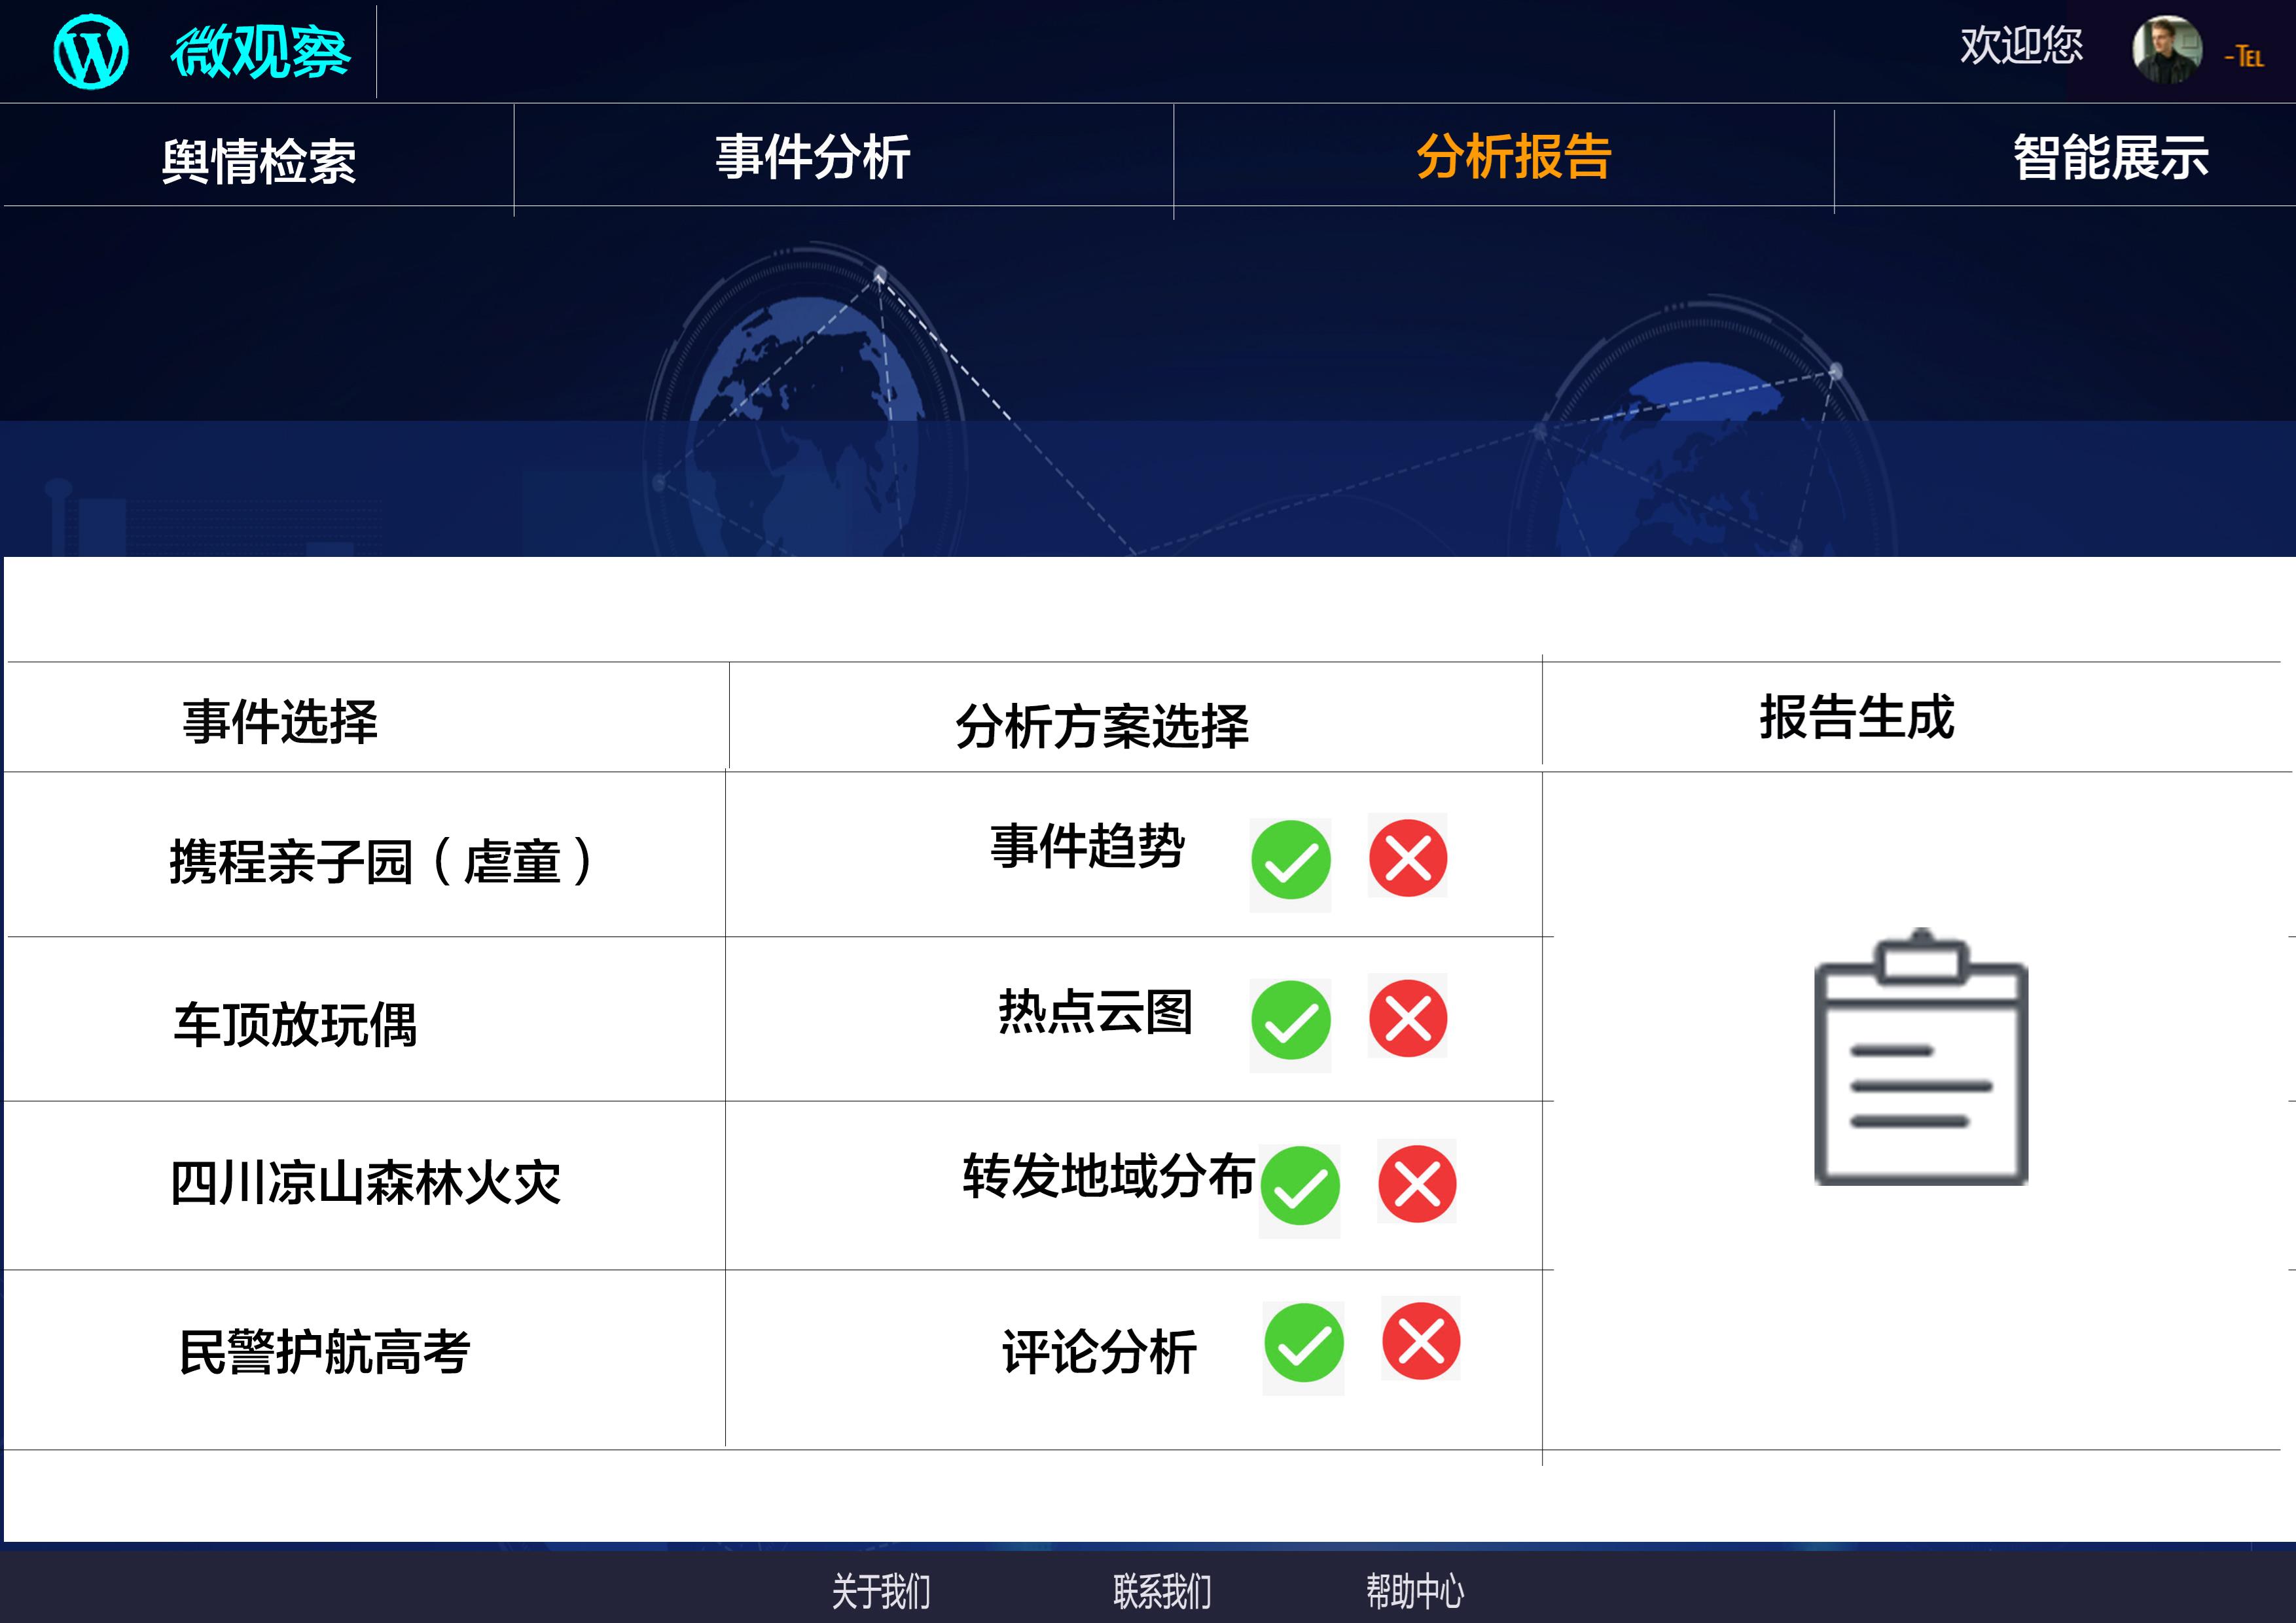 微观察
欢迎您
-TEL
舆情检索 事件分析 分析报告 智能展示
事件选择 分析方案选择 报告生成
携程亲子园（虐童） 事件趋势
车顶放玩偶 热点云图
四川凉山森林火灾 转发地域分布
民警护航高考 评论分析
关于我们 联系我们 帮助中心